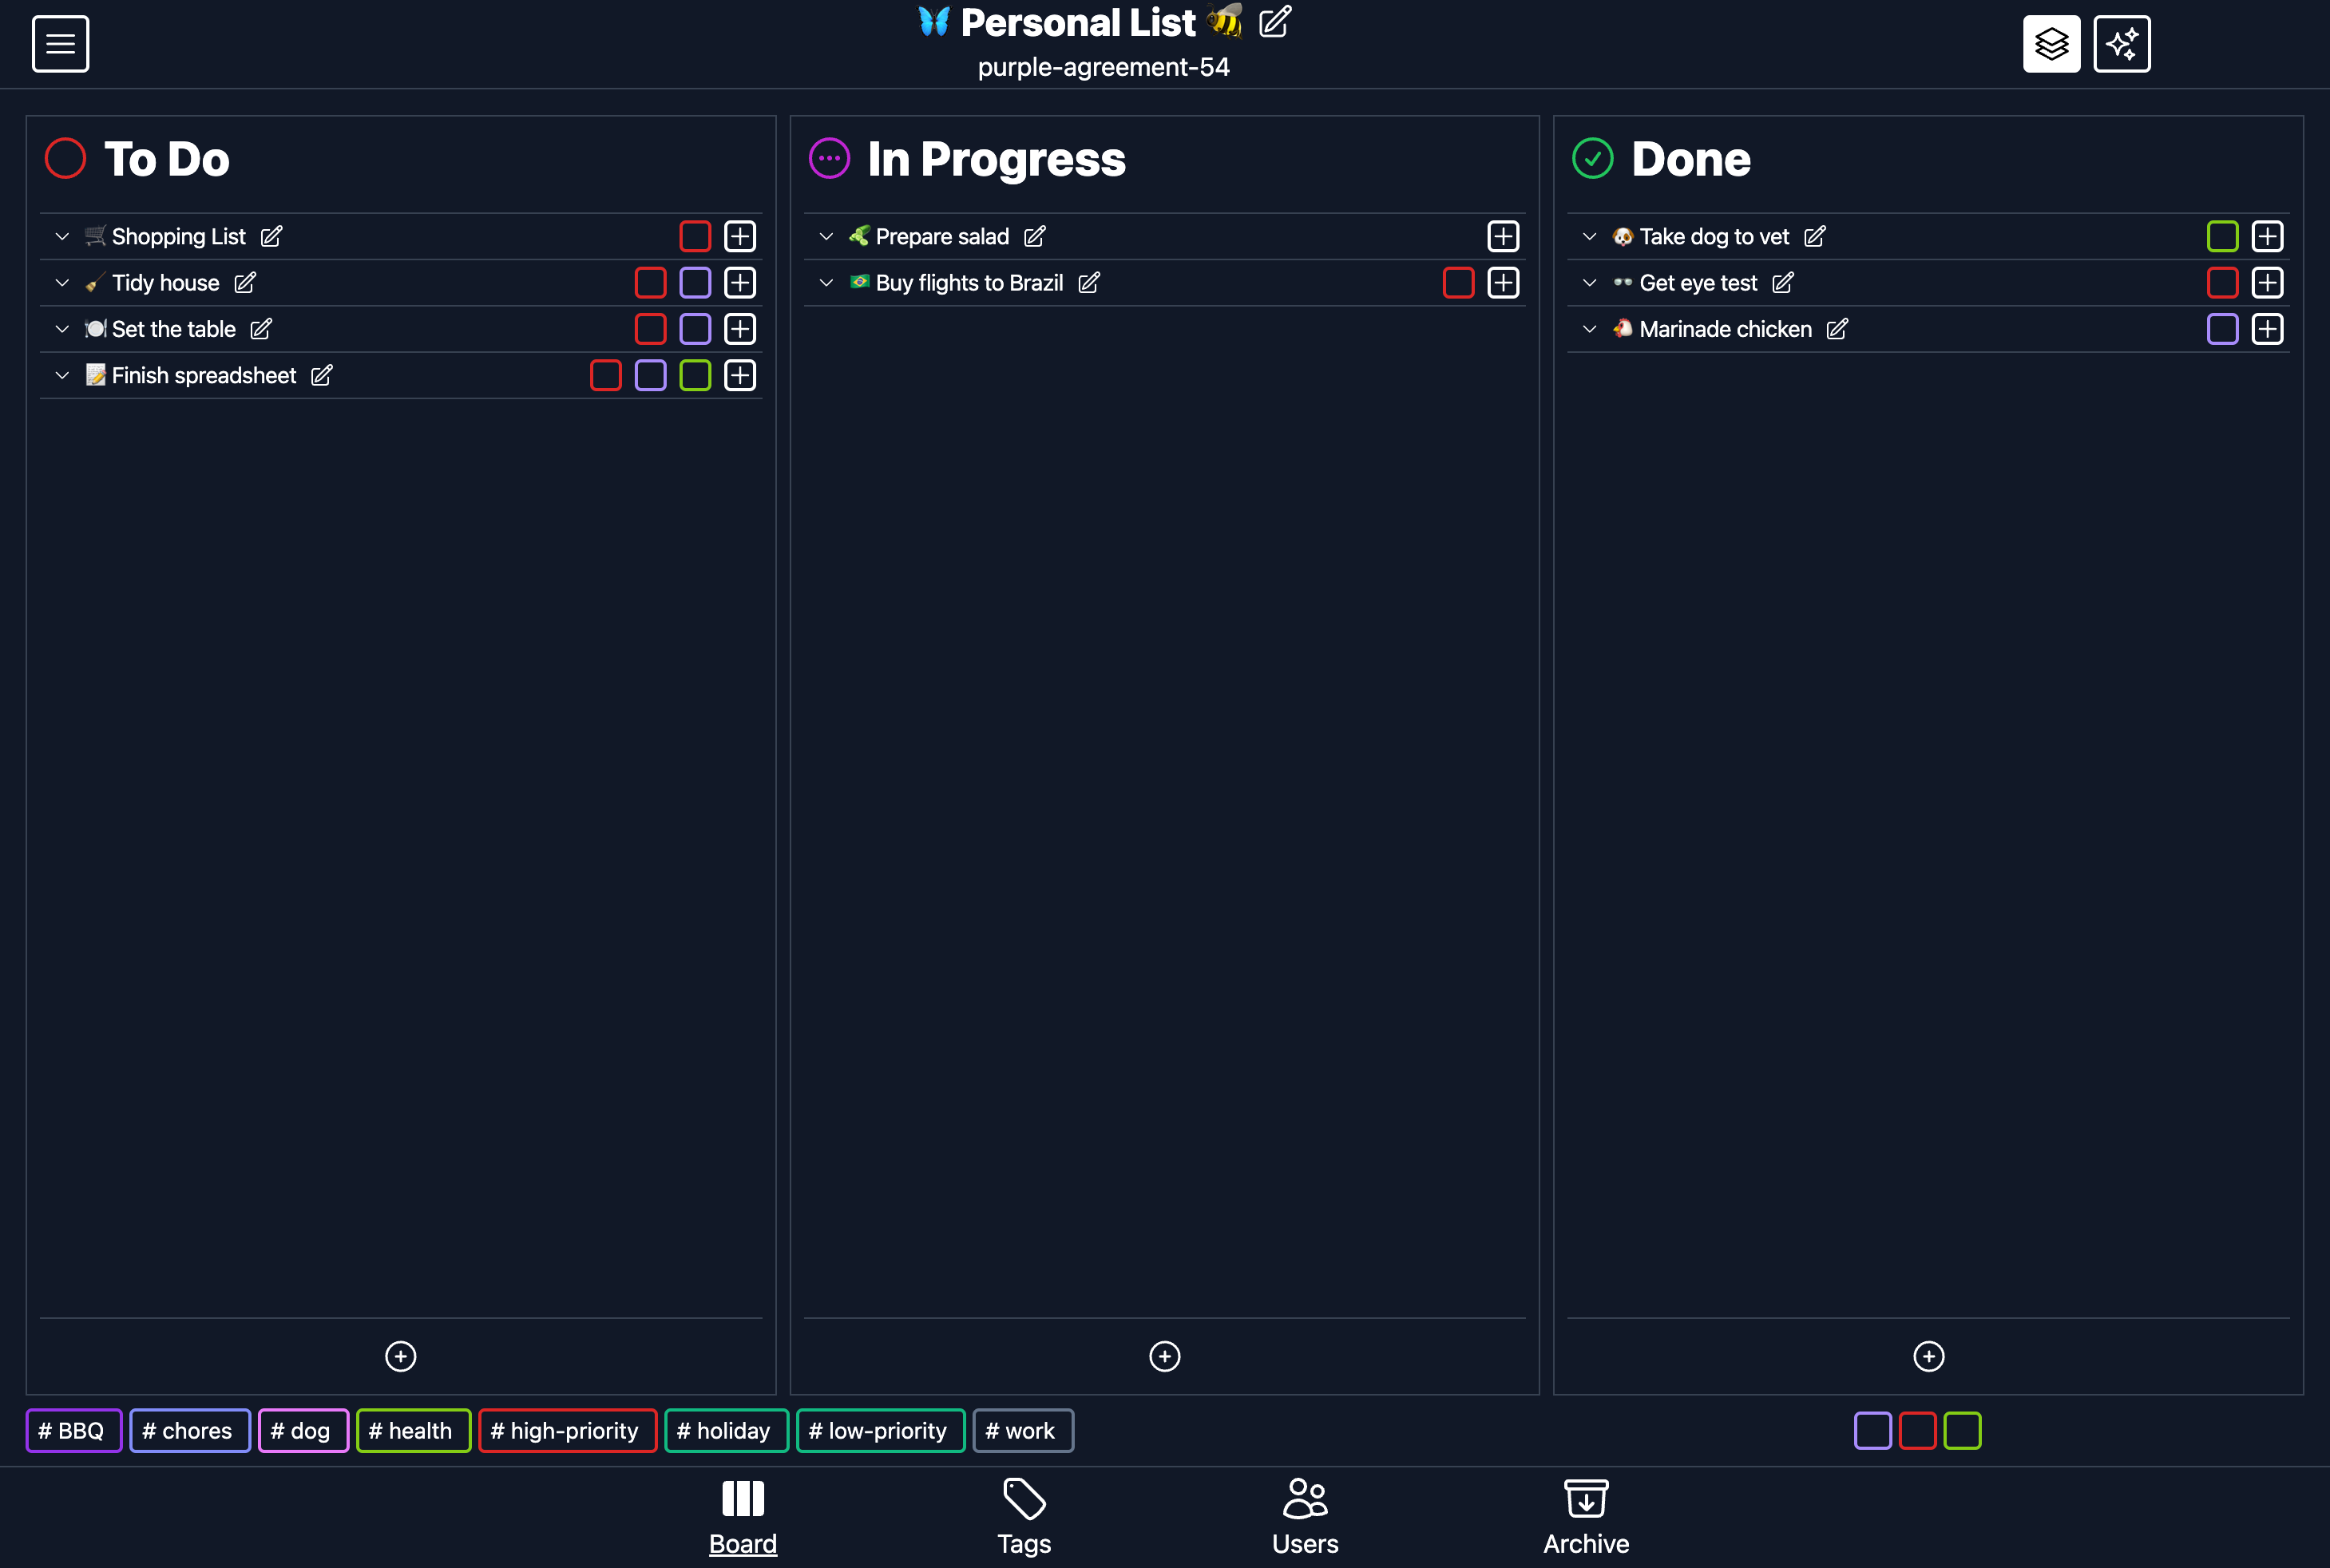 🦋 Personal List 🐝
purple-agreement-54
To Do
🛒 Shopping List
🧹 Tidy house
🍽️ Set the table
📝 Finish spreadsheet
In Progress
🥬 Prepare salad
🇧🇷 Buy flights to Brazil
Done
🐶 Take dog to vet
🕶️ Get eye test
🐔 Marinade chicken
# BBQ
# chores
# dog
# health
# high-priority
# holiday
# low-priority
# work
Board
Tags
Users
Archive